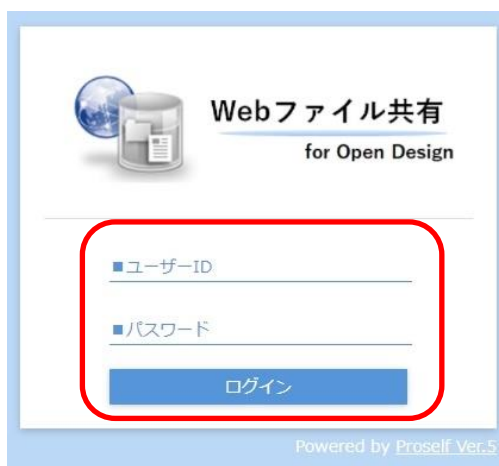 Webファイル共有
for Open Design
■ユーザーID
■パスワード
ログイン
Powered by Proself Ver.5